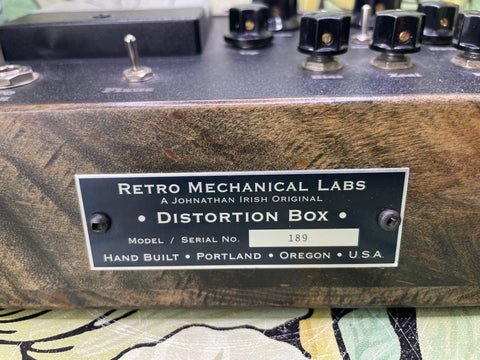 Retro Mechanical Labs
A Johnathan Irish Original
• Distortion Box •
Model / Serial No. 189
Hand Built • Portland • Oregon • U.S.A.